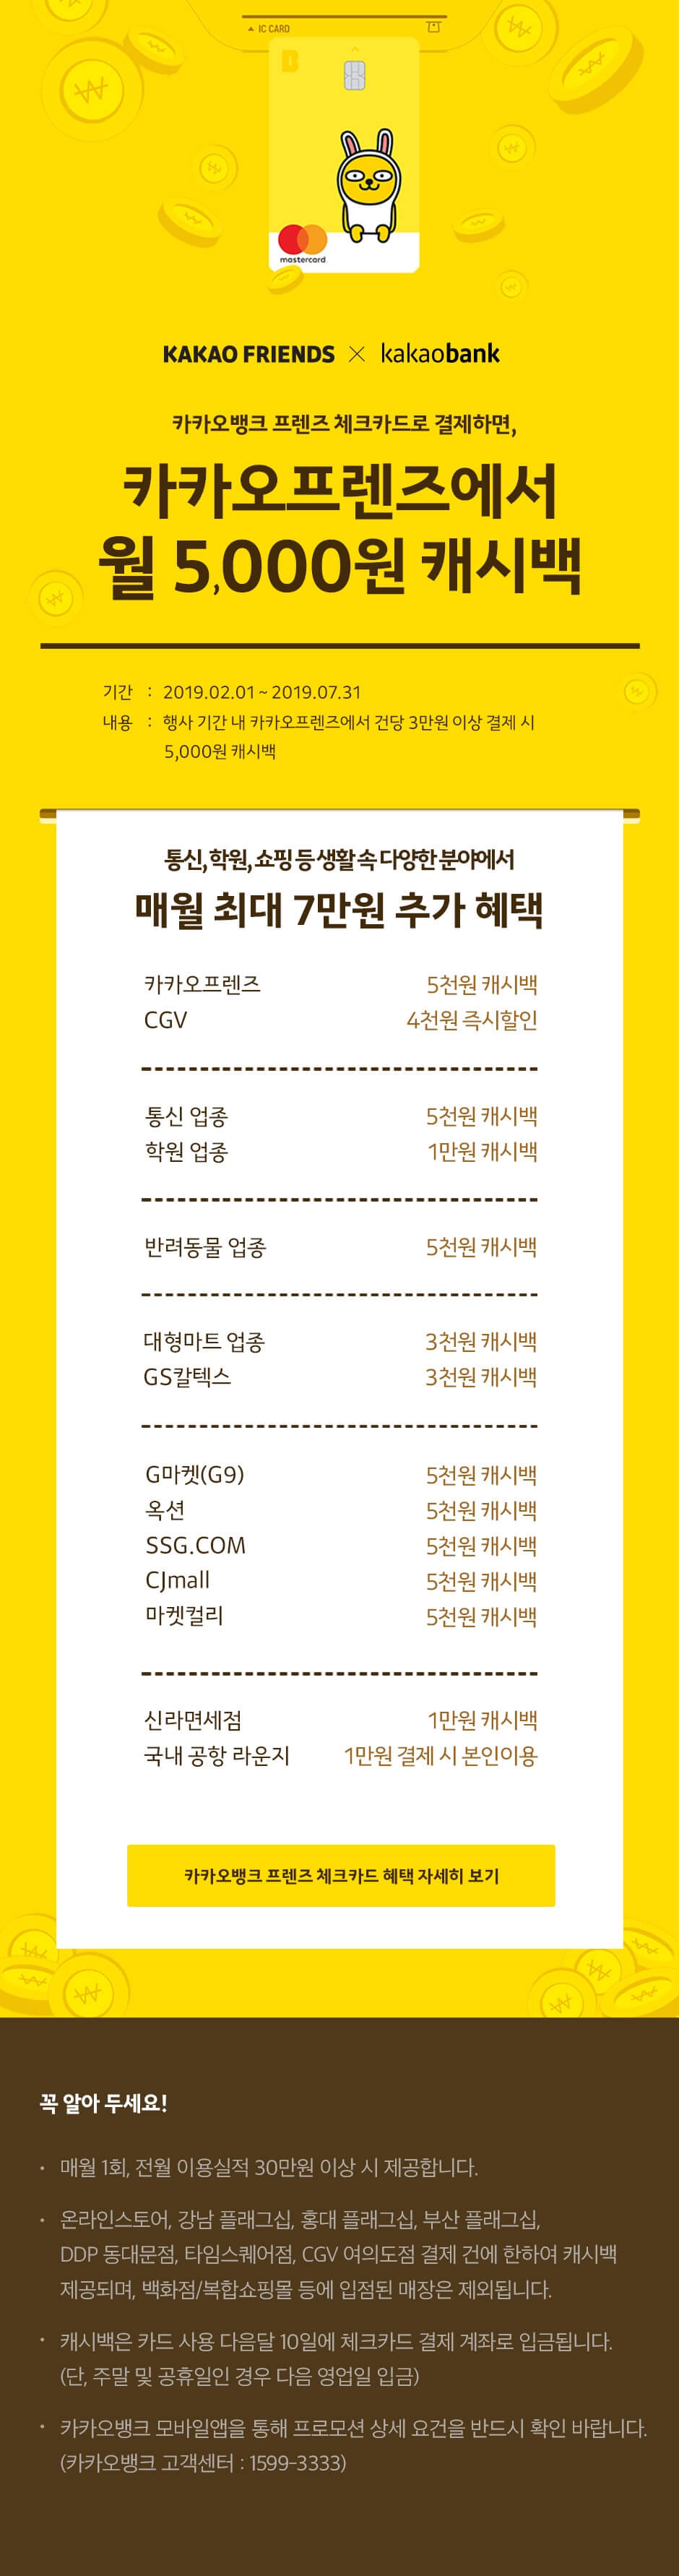 ▲ IC CARD
mastercard
KAKAO FRIENDS × kakaobank
카카오뱅크 프렌즈 체크카드로 결제하면,
카카오프렌즈에서
월 5,000원 캐시백
기간 : 2019.02.01 ~ 2019.07.31
내용 : 행사 기간 내 카카오프렌즈에서 건당 3만원 이상 결제 시
5,000원 캐시백
통신, 학원, 쇼핑 등 생활 속 다양한 분야에서
매월 최대 7만원 추가 혜택
카카오프렌즈 5천원 캐시백
CGV 4천원 즉시할인
통신 업종 5천원 캐시백
학원 업종 1만원 캐시백
반려동물 업종 5천원 캐시백
대형마트 업종 3천원 캐시백
GS칼텍스 3천원 캐시백
G마켓(G9) 5천원 캐시백
옥션 5천원 캐시백
SSG.COM 5천원 캐시백
CJmall 5천원 캐시백
마켓컬리 5천원 캐시백
신라면세점 1만원 캐시백
국내 공항 라운지 1만원 결제 시 본인이용
카카오뱅크 프렌즈 체크카드 혜택 자세히 보기
꼭 알아 두세요!
• 매월 1회, 전월 이용실적 30만원 이상 시 제공합니다.
• 온라인스토어, 강남 플래그십, 홍대 플래그십, 부산 플래그십,
DDP 동대문점, 타임스퀘어점, CGV 여의도점 결제 건에 한하여 캐시백
제공되며, 백화점/복합쇼핑몰 등에 입점된 매장은 제외됩니다.
• 캐시백은 카드 사용 다음달 10일에 체크카드 결제 계좌로 입금됩니다.
(단, 주말 및 공휴일인 경우 다음 영업일 입금)
• 카카오뱅크 모바일앱을 통해 프로모션 상세 요건을 반드시 확인 바랍니다.
(카카오뱅크 고객센터 : 1599-3333)